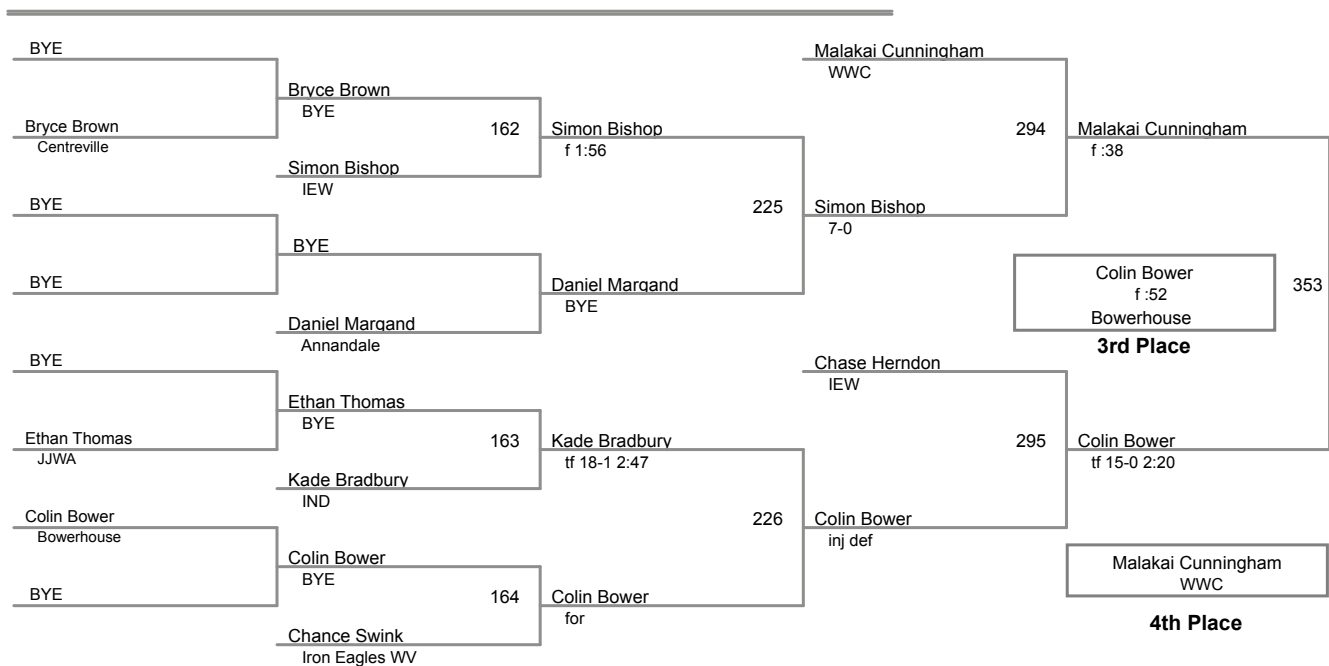 BYE
Bryce Brown
Centreville
BYE
BYE
BYE
Ethan Thomas
JJWA
Colin Bower
Bowerhouse
BYE
Bryce Brown
BYE
162
Simon Bishop
IEW
BYE
Daniel Margand
Annandale
Ethan Thomas
BYE
163
Kade Bradbury
IND
Colin Bower
BYE
164
Chance Swink
Iron Eagles WV
Simon Bishop
f 1:56
225
Daniel Margand
BYE
Kade Bradbury
tf 18-1 2:47
226
Colin Bower
for
Malakai Cunningham
WWC
294
Simon Bishop
7-0
Chase Herndon
IEW
295
Colin Bower
inj def
Malakai Cunningham
f :38
Colin Bower
f :52
Bowerhouse
3rd Place
353
Colin Bower
tf 15-0 2:20
Malakai Cunningham
WWC
4th Place